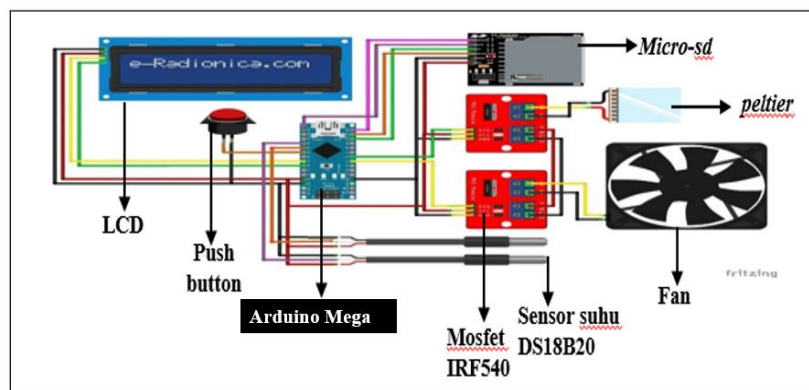 e-Radionica.com
Micro-sd
peltier
LCD
Push
button
Arduino Mega
Mosfet
IRF540
Sensor suhu
DS18B20
Fan
fritzing